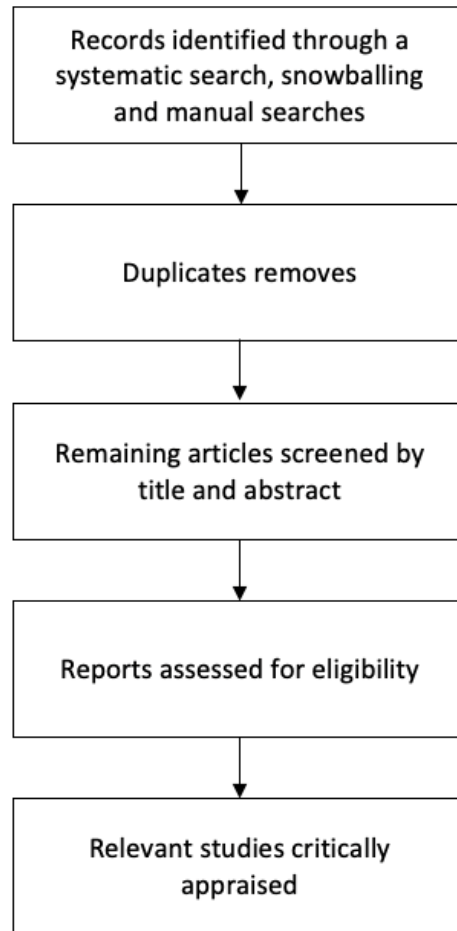 Records identified through a
systematic search, snowballing
and manual searches
Duplicates removes
Remaining articles screened by
title and abstract
Reports assessed for eligibility
Relevant studies critically
appraised